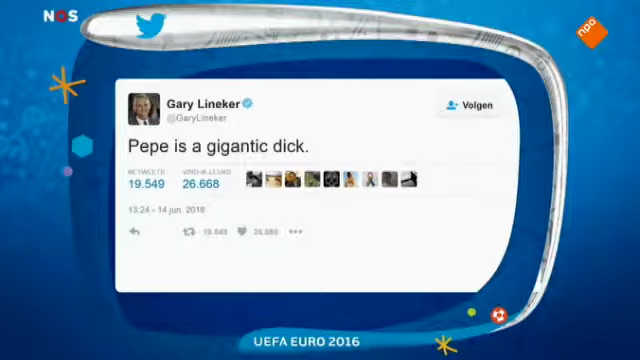 NOS
npo
Gary Lineker
@GaryLineker
Volgen
Pepe is a gigantic dick.
RETWEETS
VIND-IK-LEUKS
19.549
26.668
13:24 - 14 jun. 2016
19.549
26.668
UEFA EURO 2016